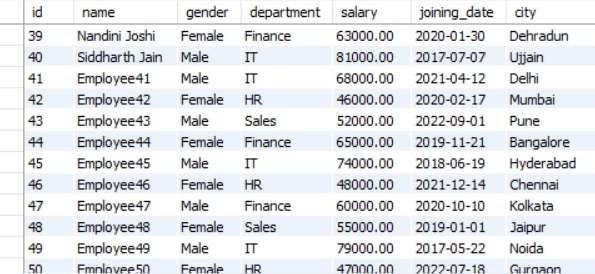 id name gender department salary joining_date city
39 Nandini Joshi Female Finance 63000.00 2020-01-30 Dehradun
40 Siddharth Jain Male IT 81000.00 2017-07-07 Ujjain
41 Employee41 Male IT 68000.00 2021-04-12 Delhi
42 Employee42 Female HR 46000.00 2020-02-17 Mumbai
43 Employee43 Male Sales 52000.00 2022-09-01 Pune
44 Employee44 Female Finance 65000.00 2019-11-21 Bangalore
45 Employee45 Male IT 74000.00 2018-06-19 Hyderabad
46 Employee46 Female HR 48000.00 2021-12-14 Chennai
47 Employee47 Male Finance 60000.00 2020-10-10 Kolkata
48 Employee48 Female Sales 55000.00 2019-01-01 Jaipur
49 Employee49 Male IT 79000.00 2017-05-22 Noida
50 Employee50 Female HR 47000.00 2022-07-18 Gurgaon